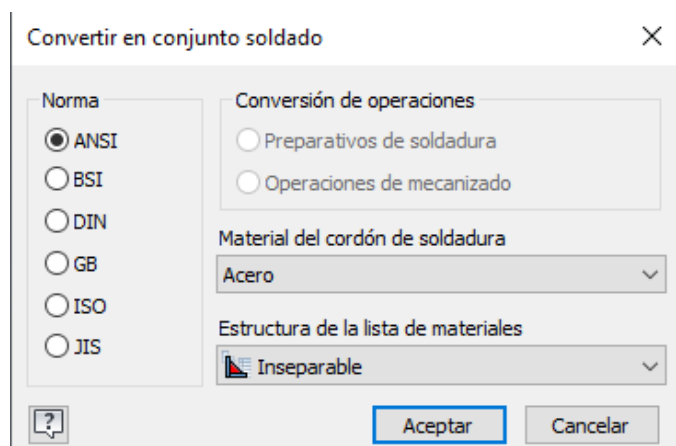 Convertir en conjunto soldado
Norma
ANSI
BSI
DIN
GB
ISO
JIS
Conversión de operaciones
Preparativos de soldadura
Operaciones de mecanizado
Material del cordón de soldadura
Acero
Estructura de la lista de materiales
Inseparable
?
Aceptar
Cancelar